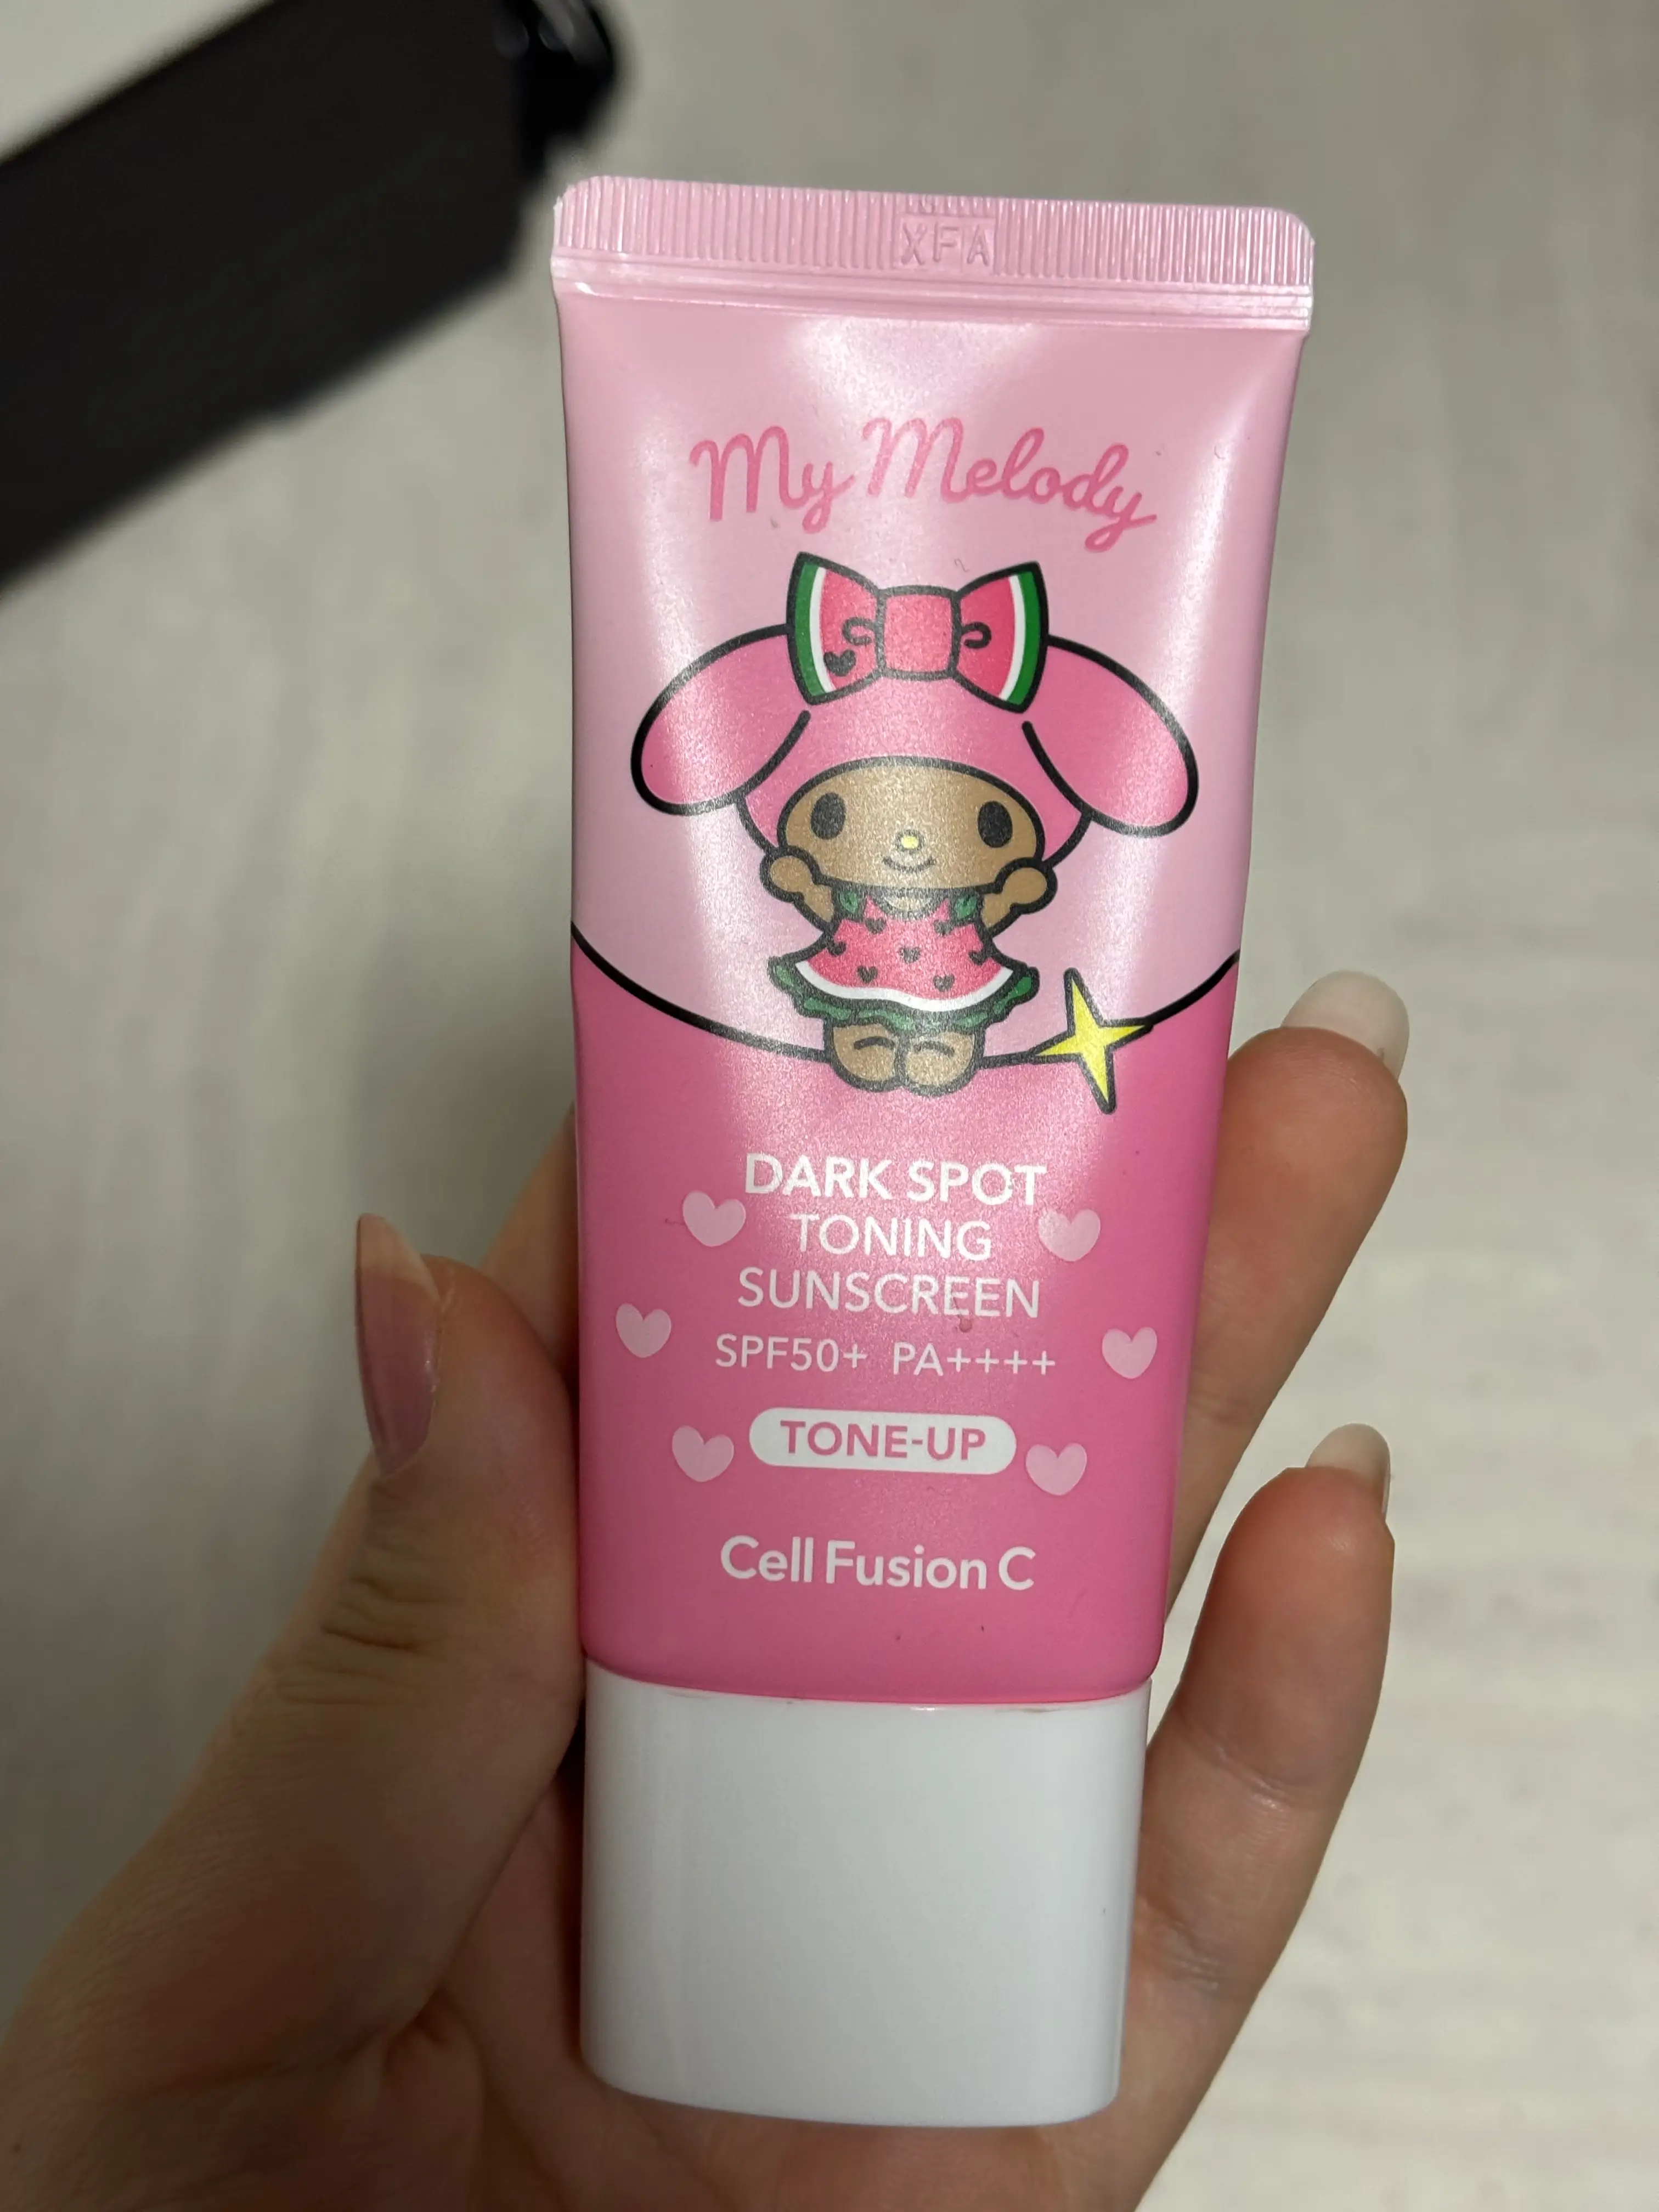 XFA
My Melody
DARK SPOT
TONING
SUNSCREEN
SPF50+ PA++++
TONE-UP
Cell Fusion C